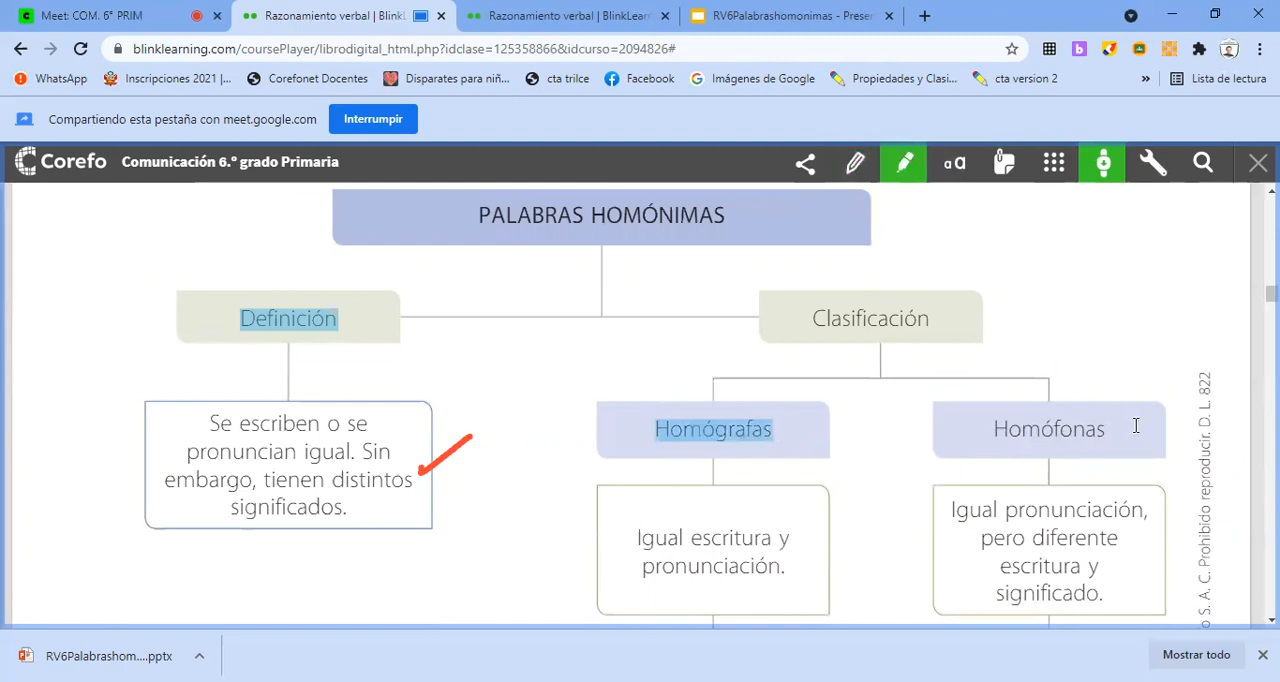 Meet: COM. 6° PRIM
Razonamiento verbal | Blinkl
Razonamiento verbal | BlinkLear
RV6Palabrashomonimas - Presen
blinklearning.com/coursePlayer/librodigital_html.php?idclase=125358866&idcurso=2094826#
WhatsApp
Inscripciones 2021 |...
Corefonet Docentes
Disparates para niñ...
cta trilce
Facebook
Imágenes de Google
Propiedades y Clasi...
cta version 2
»
Lista de lectura
Compartiendo esta pestaña con meet.google.com
Interrumpir
Corefo
Comunicación 6.º grado Primaria
aA
PALABRAS HOMÓNIMAS
Definición
Clasificación
Se escriben o se
pronuncian igual. Sin
embargo, tienen distintos
significados.
Homógrafas
Homófonas
Igual escritura y
pronunciación.
Igual pronunciación,
pero diferente
escritura y
significado.
o S. A. C. Prohibido reproducir. D. L. 822
RV6Palabrashom....pptx
Mostrar todo